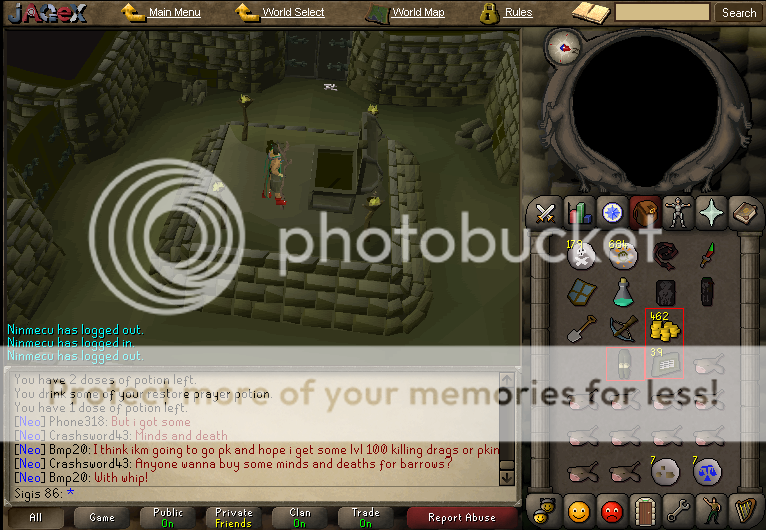 JAGEX
Main Menu
World Select
World Map
Rules
Search
photobucket
179
684
462
39
7
7
Ninmecu has logged out.
Ninmecu has logged in.
Ninmecu has logged out.
Protect more of your memories for less!
You have 2 doses of potion left.
You drink some of your restore prayer potion.
You have 1 dose of potion left.
[Neo] Phone318: But i got some
[Neo] Crashsword43: Minds and death
[Neo] Bmp20: I think ikm going to go pk and hope i get some lvl 100 killing drags or pkin
[Neo] Crashsword43: Anyone wanna buy some minds and deaths for barrows?
[Neo] Bmp20: With whip!
Sigis 86: *
All
Game
Public
On
Private
Friends
Clan
On
Trade
On
Report Abuse